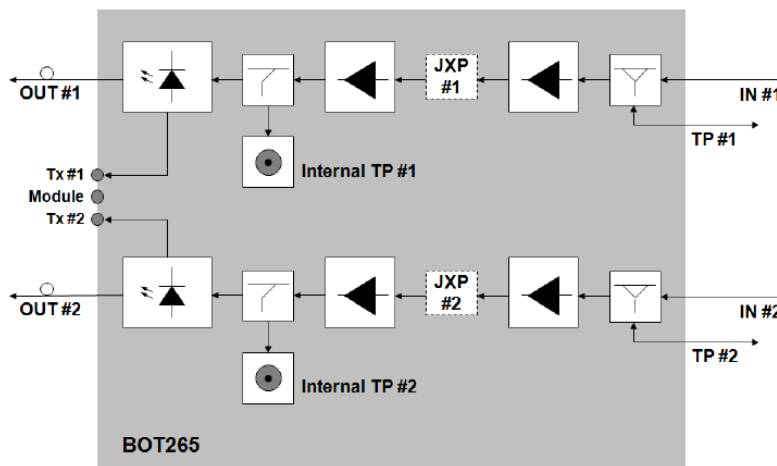 JXP
#1
OUT #1
IN #1
TP #1
Internal TP #1
Tx #1
Module
Tx #2
JXP
#2
OUT #2
IN #2
TP #2
Internal TP #2
BOT265